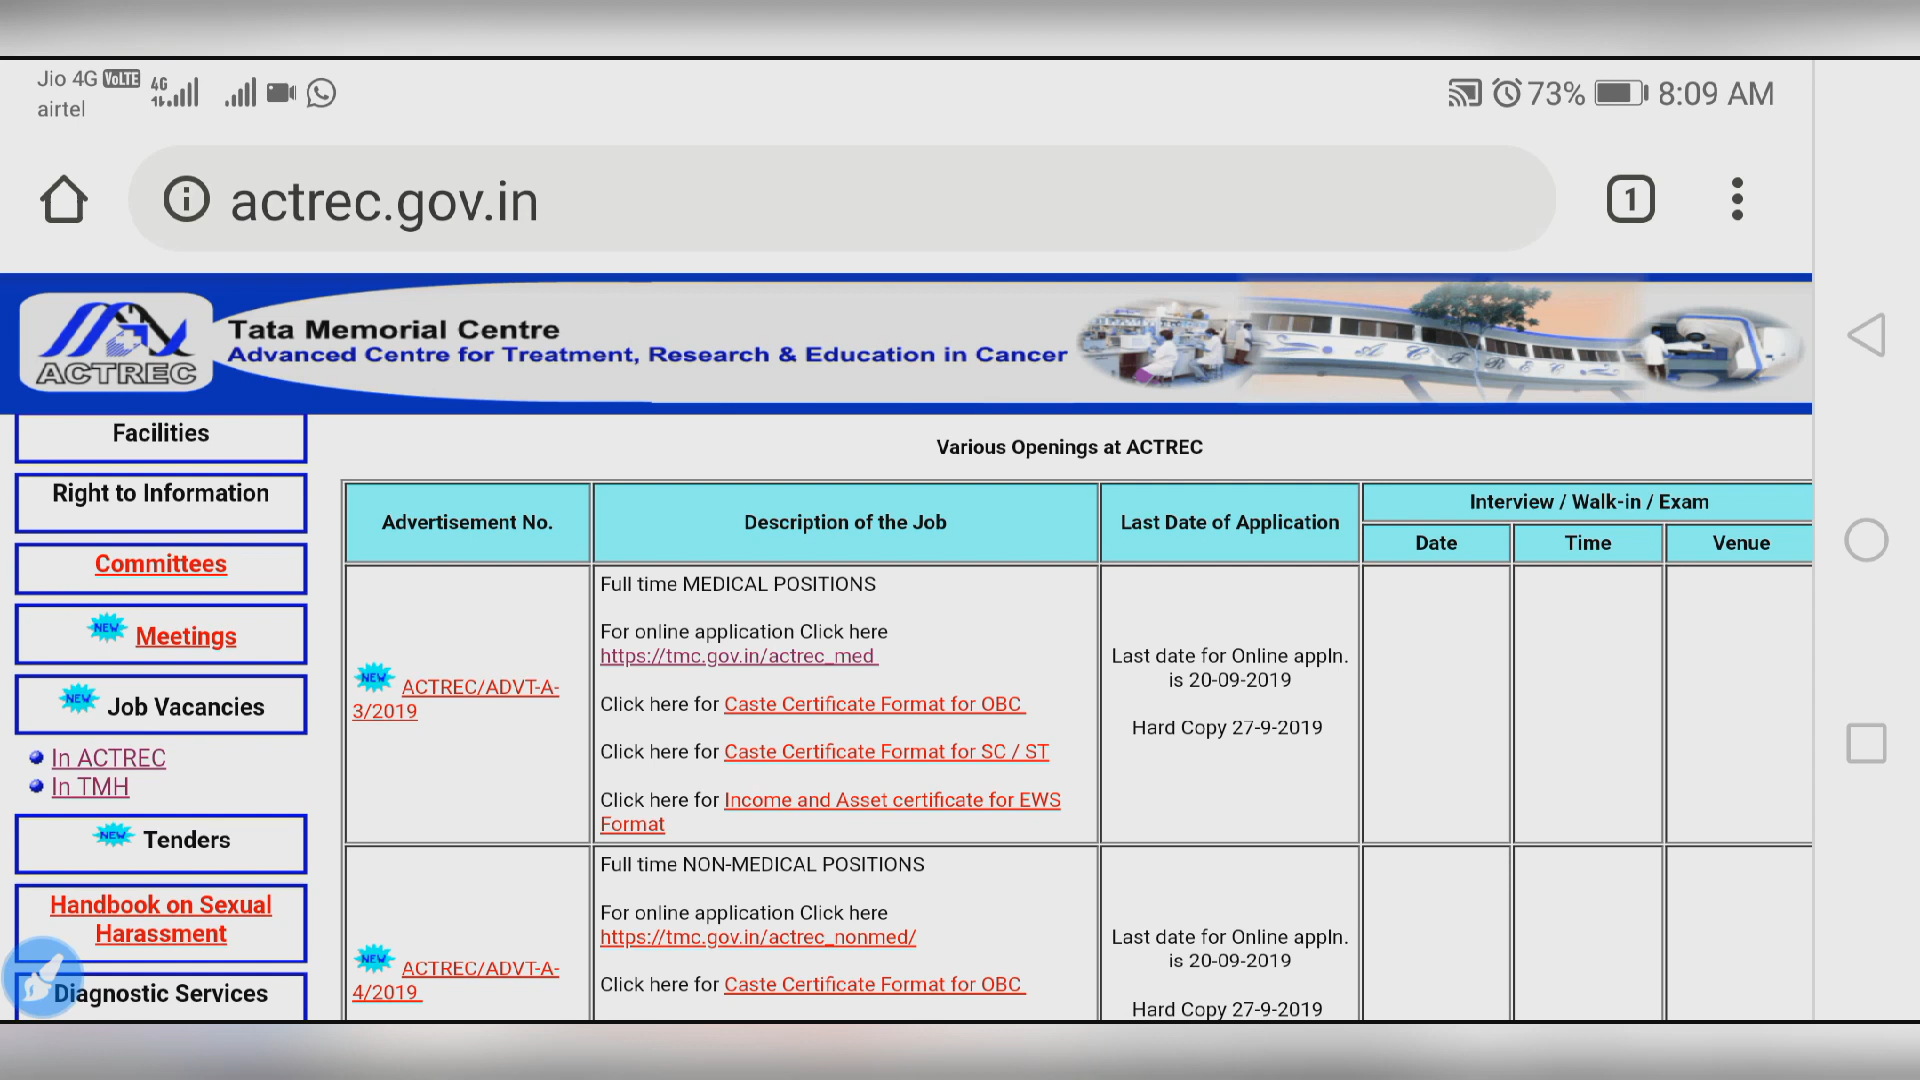 Jio 4G VoLTE 4G
airtel
73% 8:09 AM
actrec.gov.in
1
ACTREC
Tata Memorial Centre
Advanced Centre for Treatment, Research & Education in Cancer
A C T R E C
Facilities
Right to Information
Committees
NEW Meetings
NEW Job Vacancies
In ACTREC
In TMH
NEW Tenders
Handbook on Sexual
Harassment
Diagnostic Services
Various Openings at ACTREC
Advertisement No.
Description of the Job
Last Date of Application
Interview / Walk-in / Exam
Date
Time
Venue
NEW ACTREC/ADVT-A-
3/2019
Full time MEDICAL POSITIONS
For online application Click here
https://tmc.gov.in/actrec_med
Click here for Caste Certificate Format for OBC
Click here for Caste Certificate Format for SC / ST
Click here for Income and Asset certificate for EWS
Format
Last date for Online appln.
is 20-09-2019
Hard Copy 27-9-2019
NEW ACTREC/ADVT-A-
4/2019
Full time NON-MEDICAL POSITIONS
For online application Click here
https://tmc.gov.in/actrec_nonmed/
Click here for Caste Certificate Format for OBC
Last date for Online appln.
is 20-09-2019
Hard Copy 27-9-2019